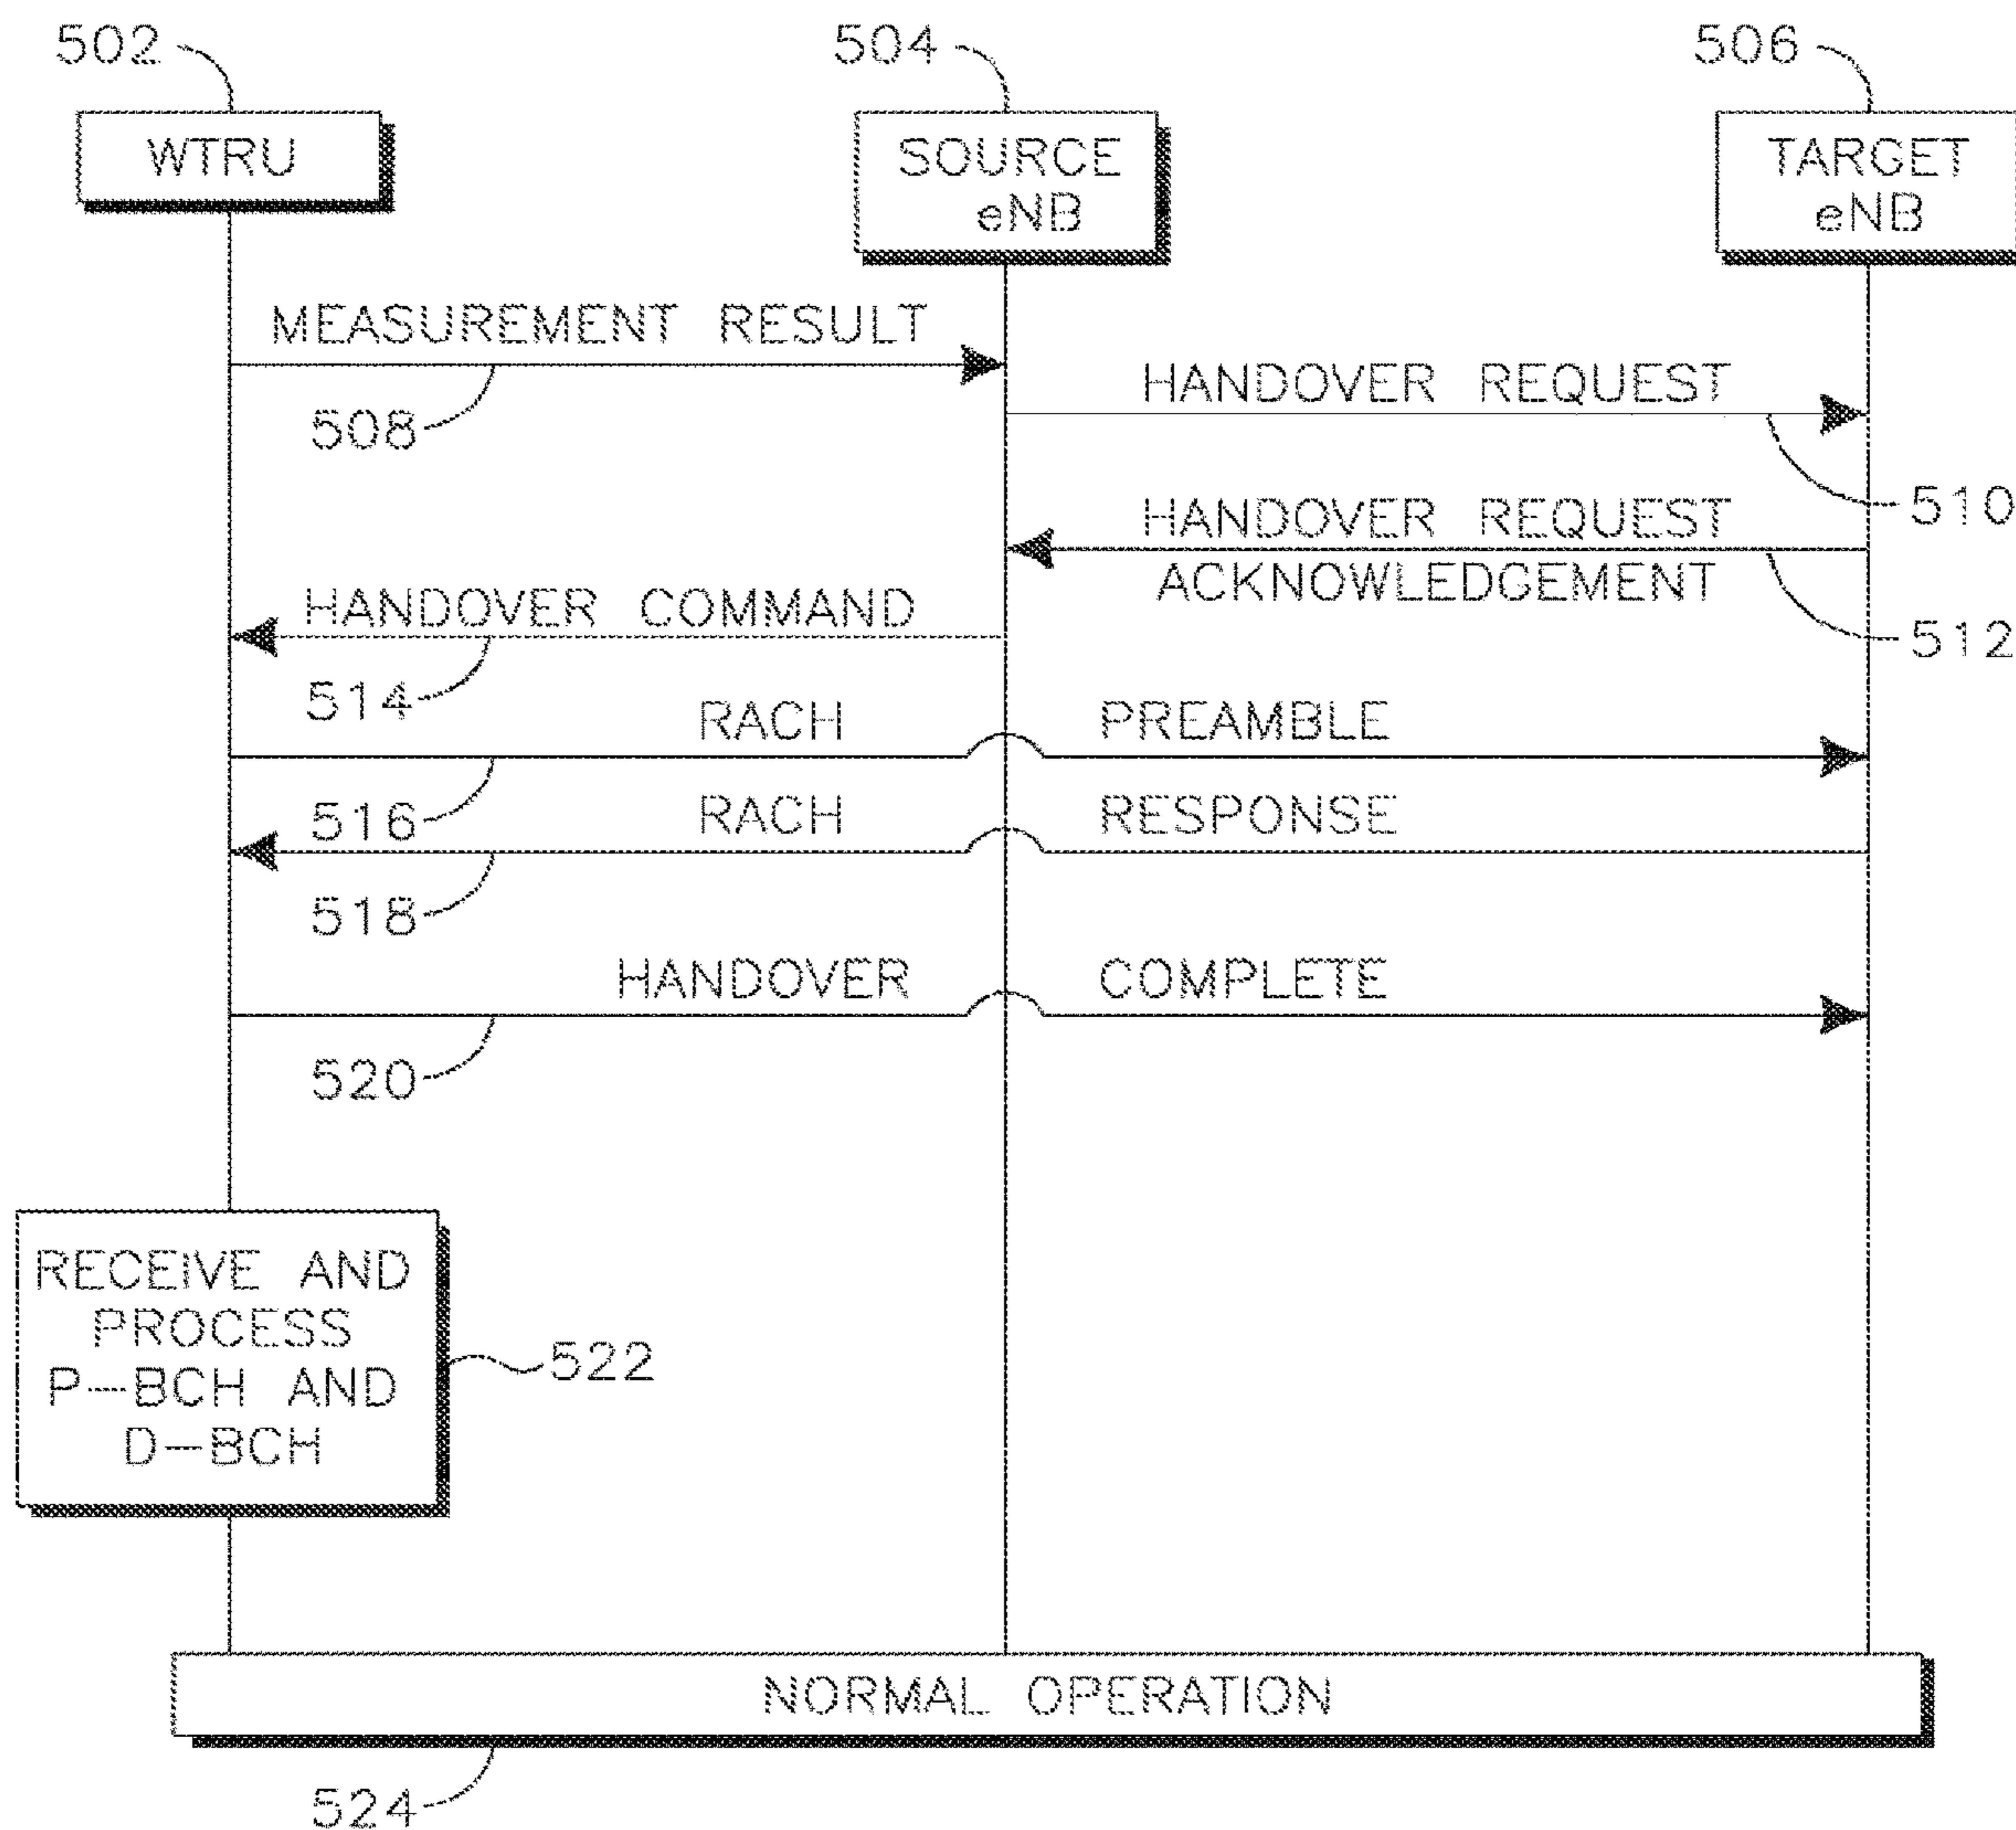 502
504
506
WTRU
SOURCE
eNB
TARGET
eNB
MEASUREMENT RESULT
508
HANDOVER REQUEST
510
HANDOVER REQUEST
ACKNOWLEDGEMENT
512
HANDOVER COMMAND
514
RACH PREAMBLE
516
RACH RESPONSE
518
HANDOVER COMPLETE
520
RECEIVE AND
PROCESS
P-BCH AND
D-BCH
522
NORMAL OPERATION
524